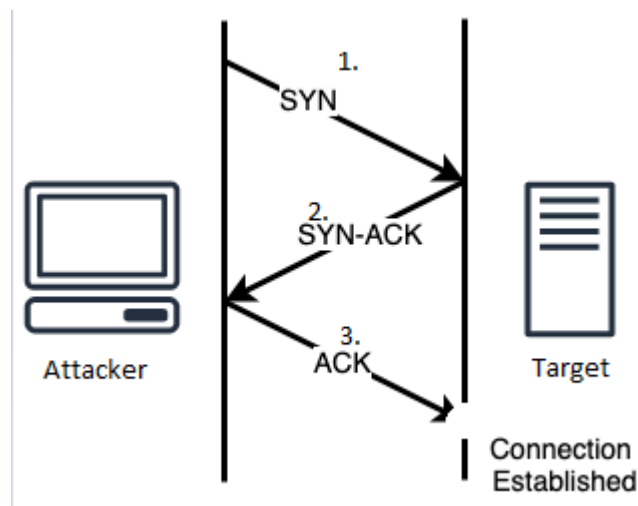 1.
SYN
2.
SYN-ACK
3.
ACK
Attacker
Target
Connection
Established